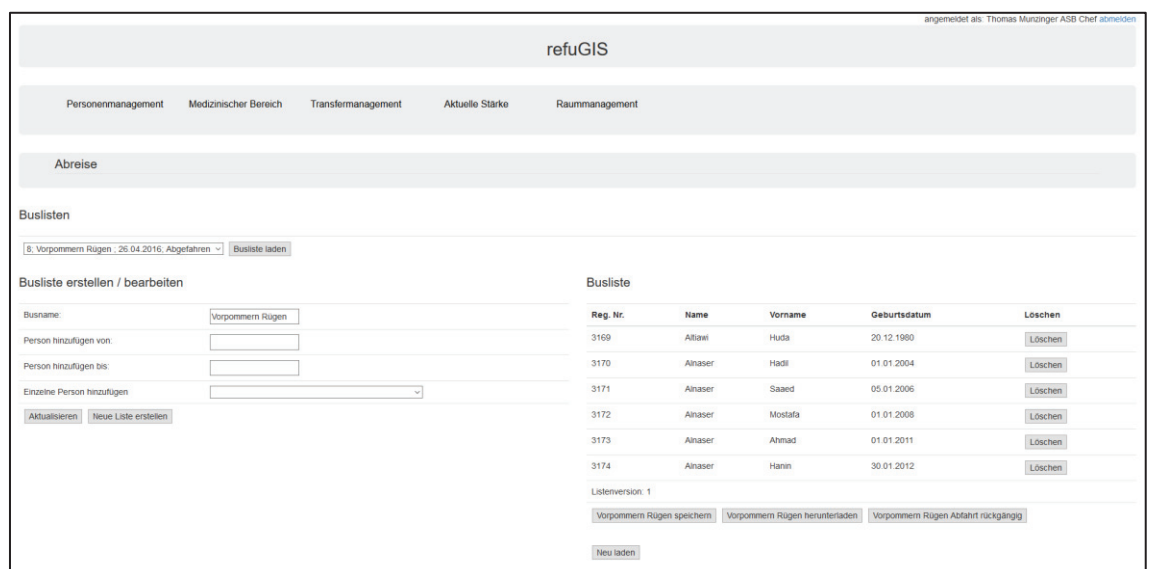 angemeldet als: Thomas Munzinger ASB Chef abmelden
refuGIS
Personenmanagement Medizinischer Bereich Transfermanagement Aktuelle Stärke Raummanagement
Abreise
Buslisten
8; Vorpommern Rügen ; 26.04.2016; Abgefahren Busliste laden
Busliste erstellen / bearbeiten
Busname: Vorpommern Rügen
Person hinzufügen von:
Person hinzufügen bis:
Einzelne Person hinzufügen
Aktualisieren Neue Liste erstellen
Busliste
Reg. Nr. Name Vorname Geburtsdatum Löschen
3169 Altiawi Huda 20.12.1980 Löschen
3170 Alnaser Hadil 01.01.2004 Löschen
3171 Alnaser Saaed 05.01.2006 Löschen
3172 Alnaser Mostafa 01.01.2008 Löschen
3173 Alnaser Ahmad 01.01.2011 Löschen
3174 Alnaser Hanin 30.01.2012 Löschen
Listenversion: 1
Vorpommern Rügen speichern Vorpommern Rügen herunterladen Vorpommern Rügen Abfahrt rückgängig
Neu laden